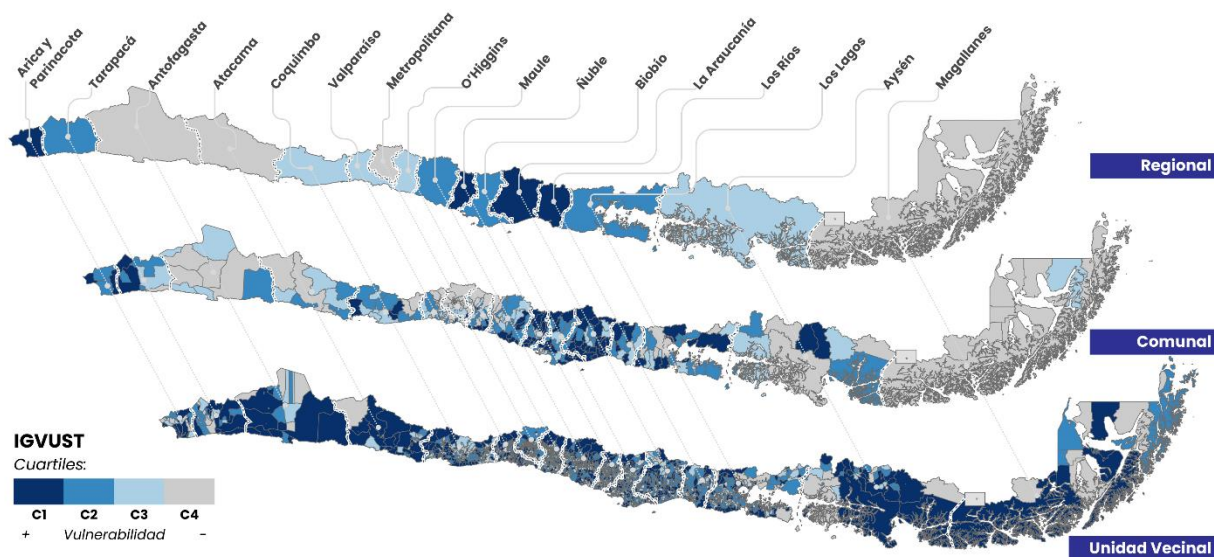 Arica y
Parinacota
Tarapacá
Antofagasta
Atacama
Coquimbo
Valparaíso
Metropolitana
O'Higgins
Maule
Ñuble
Biobío
La Araucanía
Los Ríos
Los Lagos
Aysén
Magallanes
Regional
Comunal
Unidad Vecinal
IGVUST
Cuartiles:
C1 C2 C3 C4
+ Vulnerabilidad -